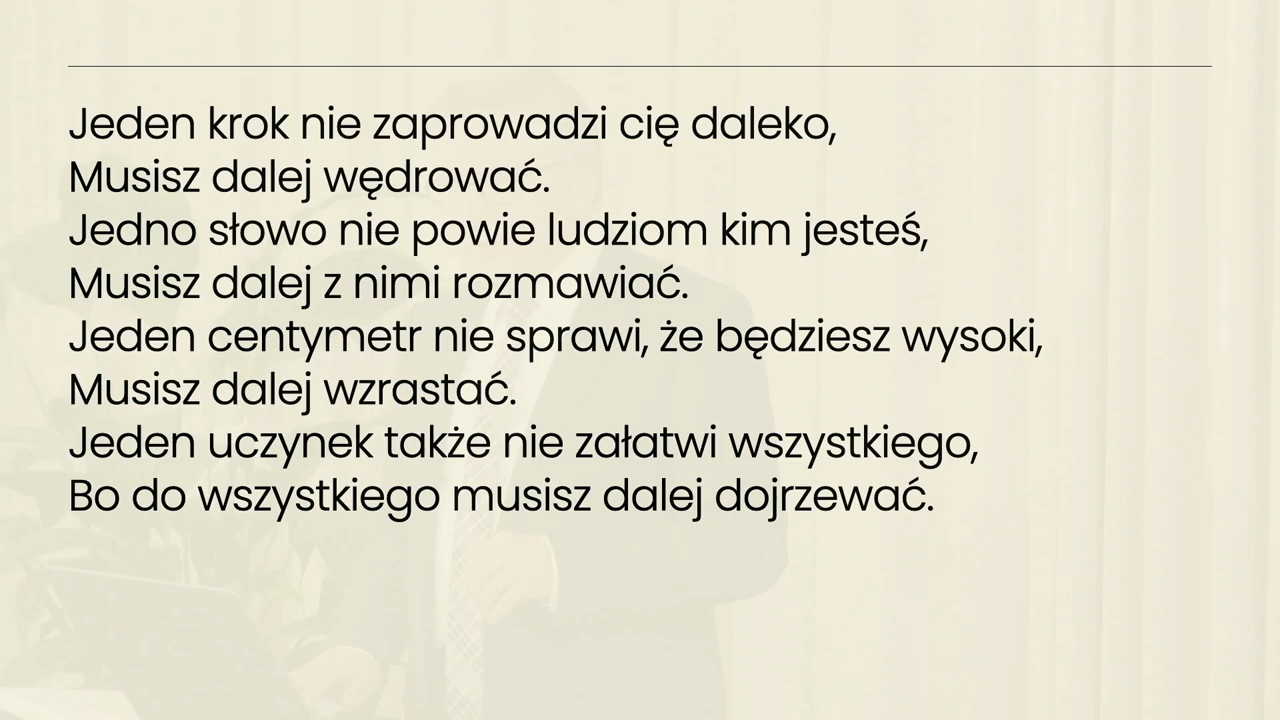 Jeden krok nie zaprowadzi cię daleko,
Musisz dalej wędrować.
Jedno słowo nie powie ludziom kim jesteś,
Musisz dalej z nimi rozmawiać.
Jeden centymetr nie sprawi, że będziesz wysoki,
Musisz dalej wzrastać.
Jeden uczynek także nie załatwi wszystkiego,
Bo do wszystkiego musisz dalej dojrzewać.